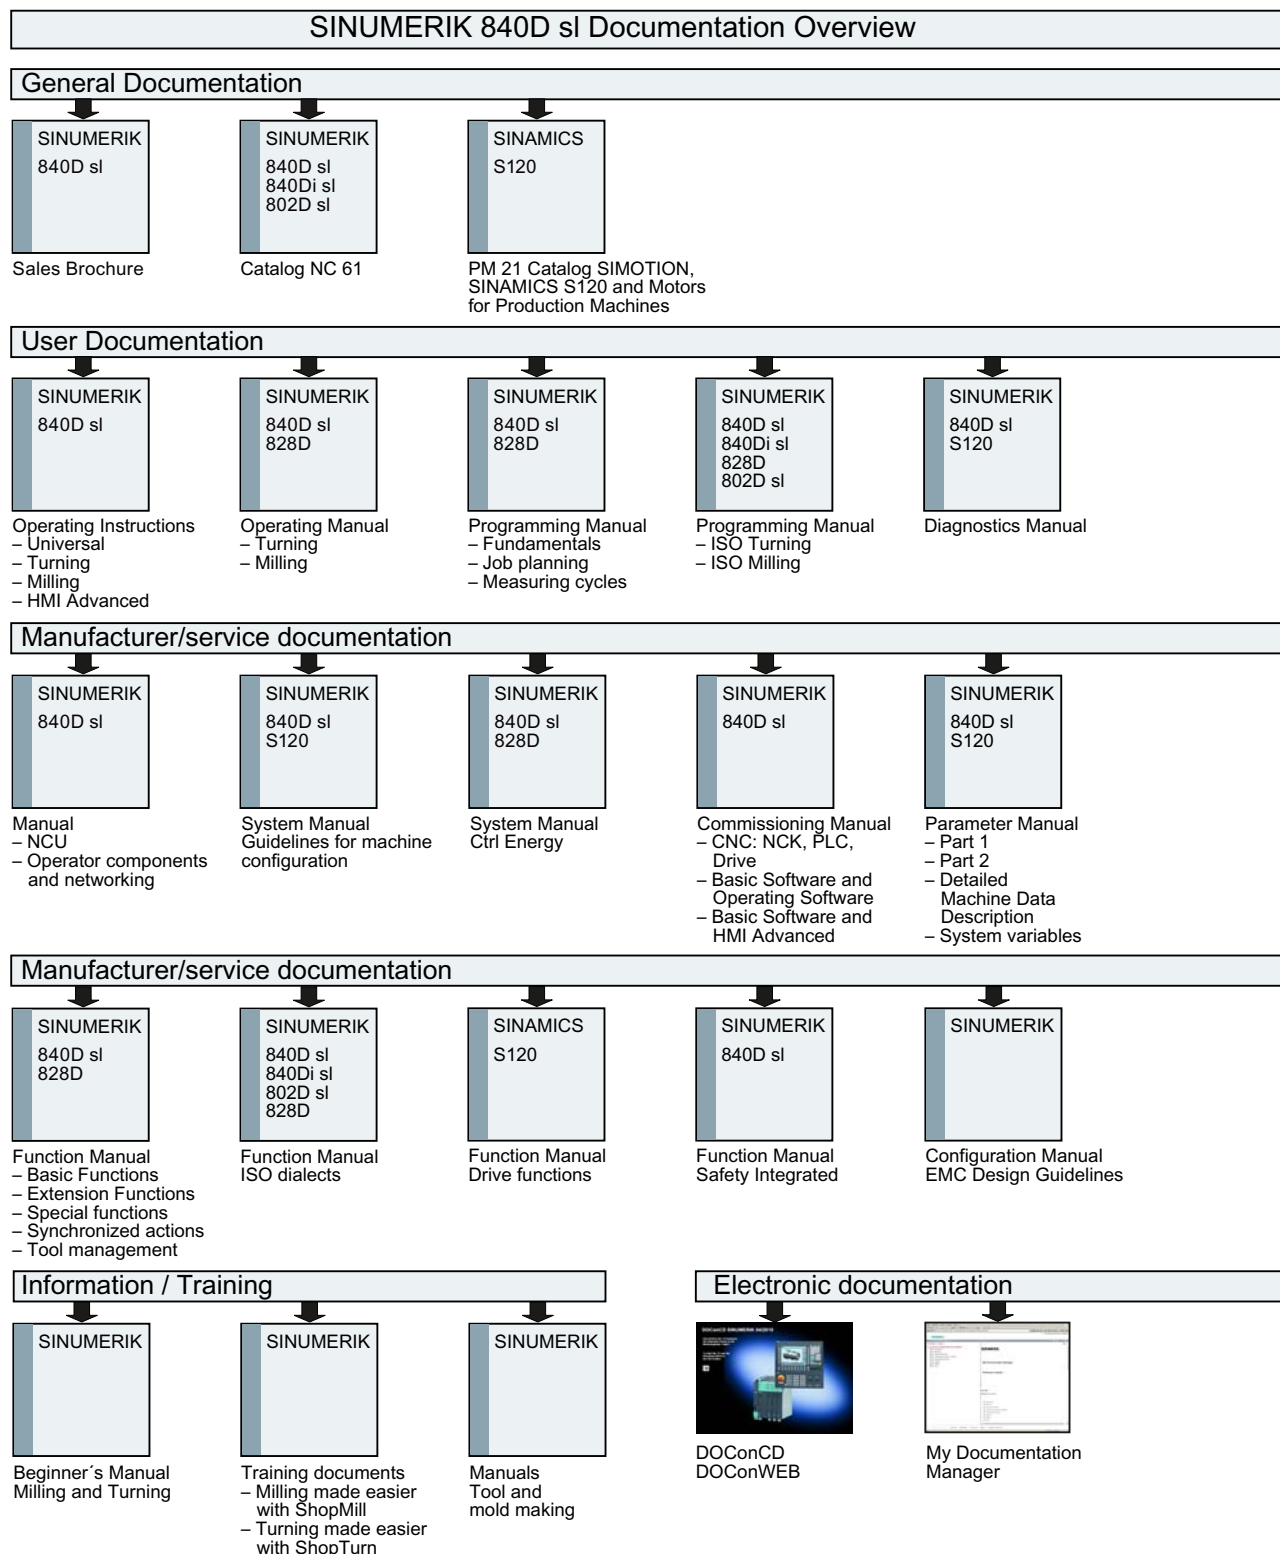 SINUMERIK 840D sl Documentation Overview
General Documentation
SINUMERIK
840D sl
Sales Brochure
SINUMERIK
840D sl
840Di sl
802D sl
Catalog NC 61
SINAMICS
S120
PM 21 Catalog SIMOTION,
SINAMICS S120 and Motors
for Production Machines
User Documentation
SINUMERIK
840D sl
Operating Instructions
– Universal
– Turning
– Milling
– HMI Advanced
SINUMERIK
840D sl
828D
Operating Manual
– Turning
– Milling
SINUMERIK
840D sl
828D
Programming Manual
– Fundamentals
– Job planning
– Measuring cycles
SINUMERIK
840D sl
840Di sl
828D
802D sl
Programming Manual
– ISO Turning
– ISO Milling
SINUMERIK
840D sl
S120
Diagnostics Manual
Manufacturer/service documentation
SINUMERIK
840D sl
Manual
– NCU
– Operator components
and networking
SINUMERIK
840D sl
S120
System Manual
Guidelines for machine
configuration
SINUMERIK
840D sl
828D
System Manual
Ctrl Energy
SINUMERIK
840D sl
Commissioning Manual
– CNC: NCK, PLC,
Drive
– Basic Software and
Operating Software
– Basic Software and
HMI Advanced
SINUMERIK
840D sl
S120
Parameter Manual
– Part 1
– Part 2
– Detailed
Machine Data
Description
– System variables
Manufacturer/service documentation
SINUMERIK
840D sl
828D
Function Manual
– Basic Functions
– Extension Functions
– Special functions
– Synchronized actions
– Tool management
SINUMERIK
840D sl
840Di sl
802D sl
828D
Function Manual
ISO dialects
SINAMICS
S120
Function Manual
Drive functions
SINUMERIK
840D sl
Function Manual
Safety Integrated
SINUMERIK
Configuration Manual
EMC Design Guidelines
Information / Training
SINUMERIK
Beginner´s Manual
Milling and Turning
SINUMERIK
Training documents
– Milling made easier
with ShopMill
– Turning made easier
with ShopTurn
SINUMERIK
Manuals
Tool and
mold making
Electronic documentation
DOConCD
DOConWEB
My Documentation
Manager